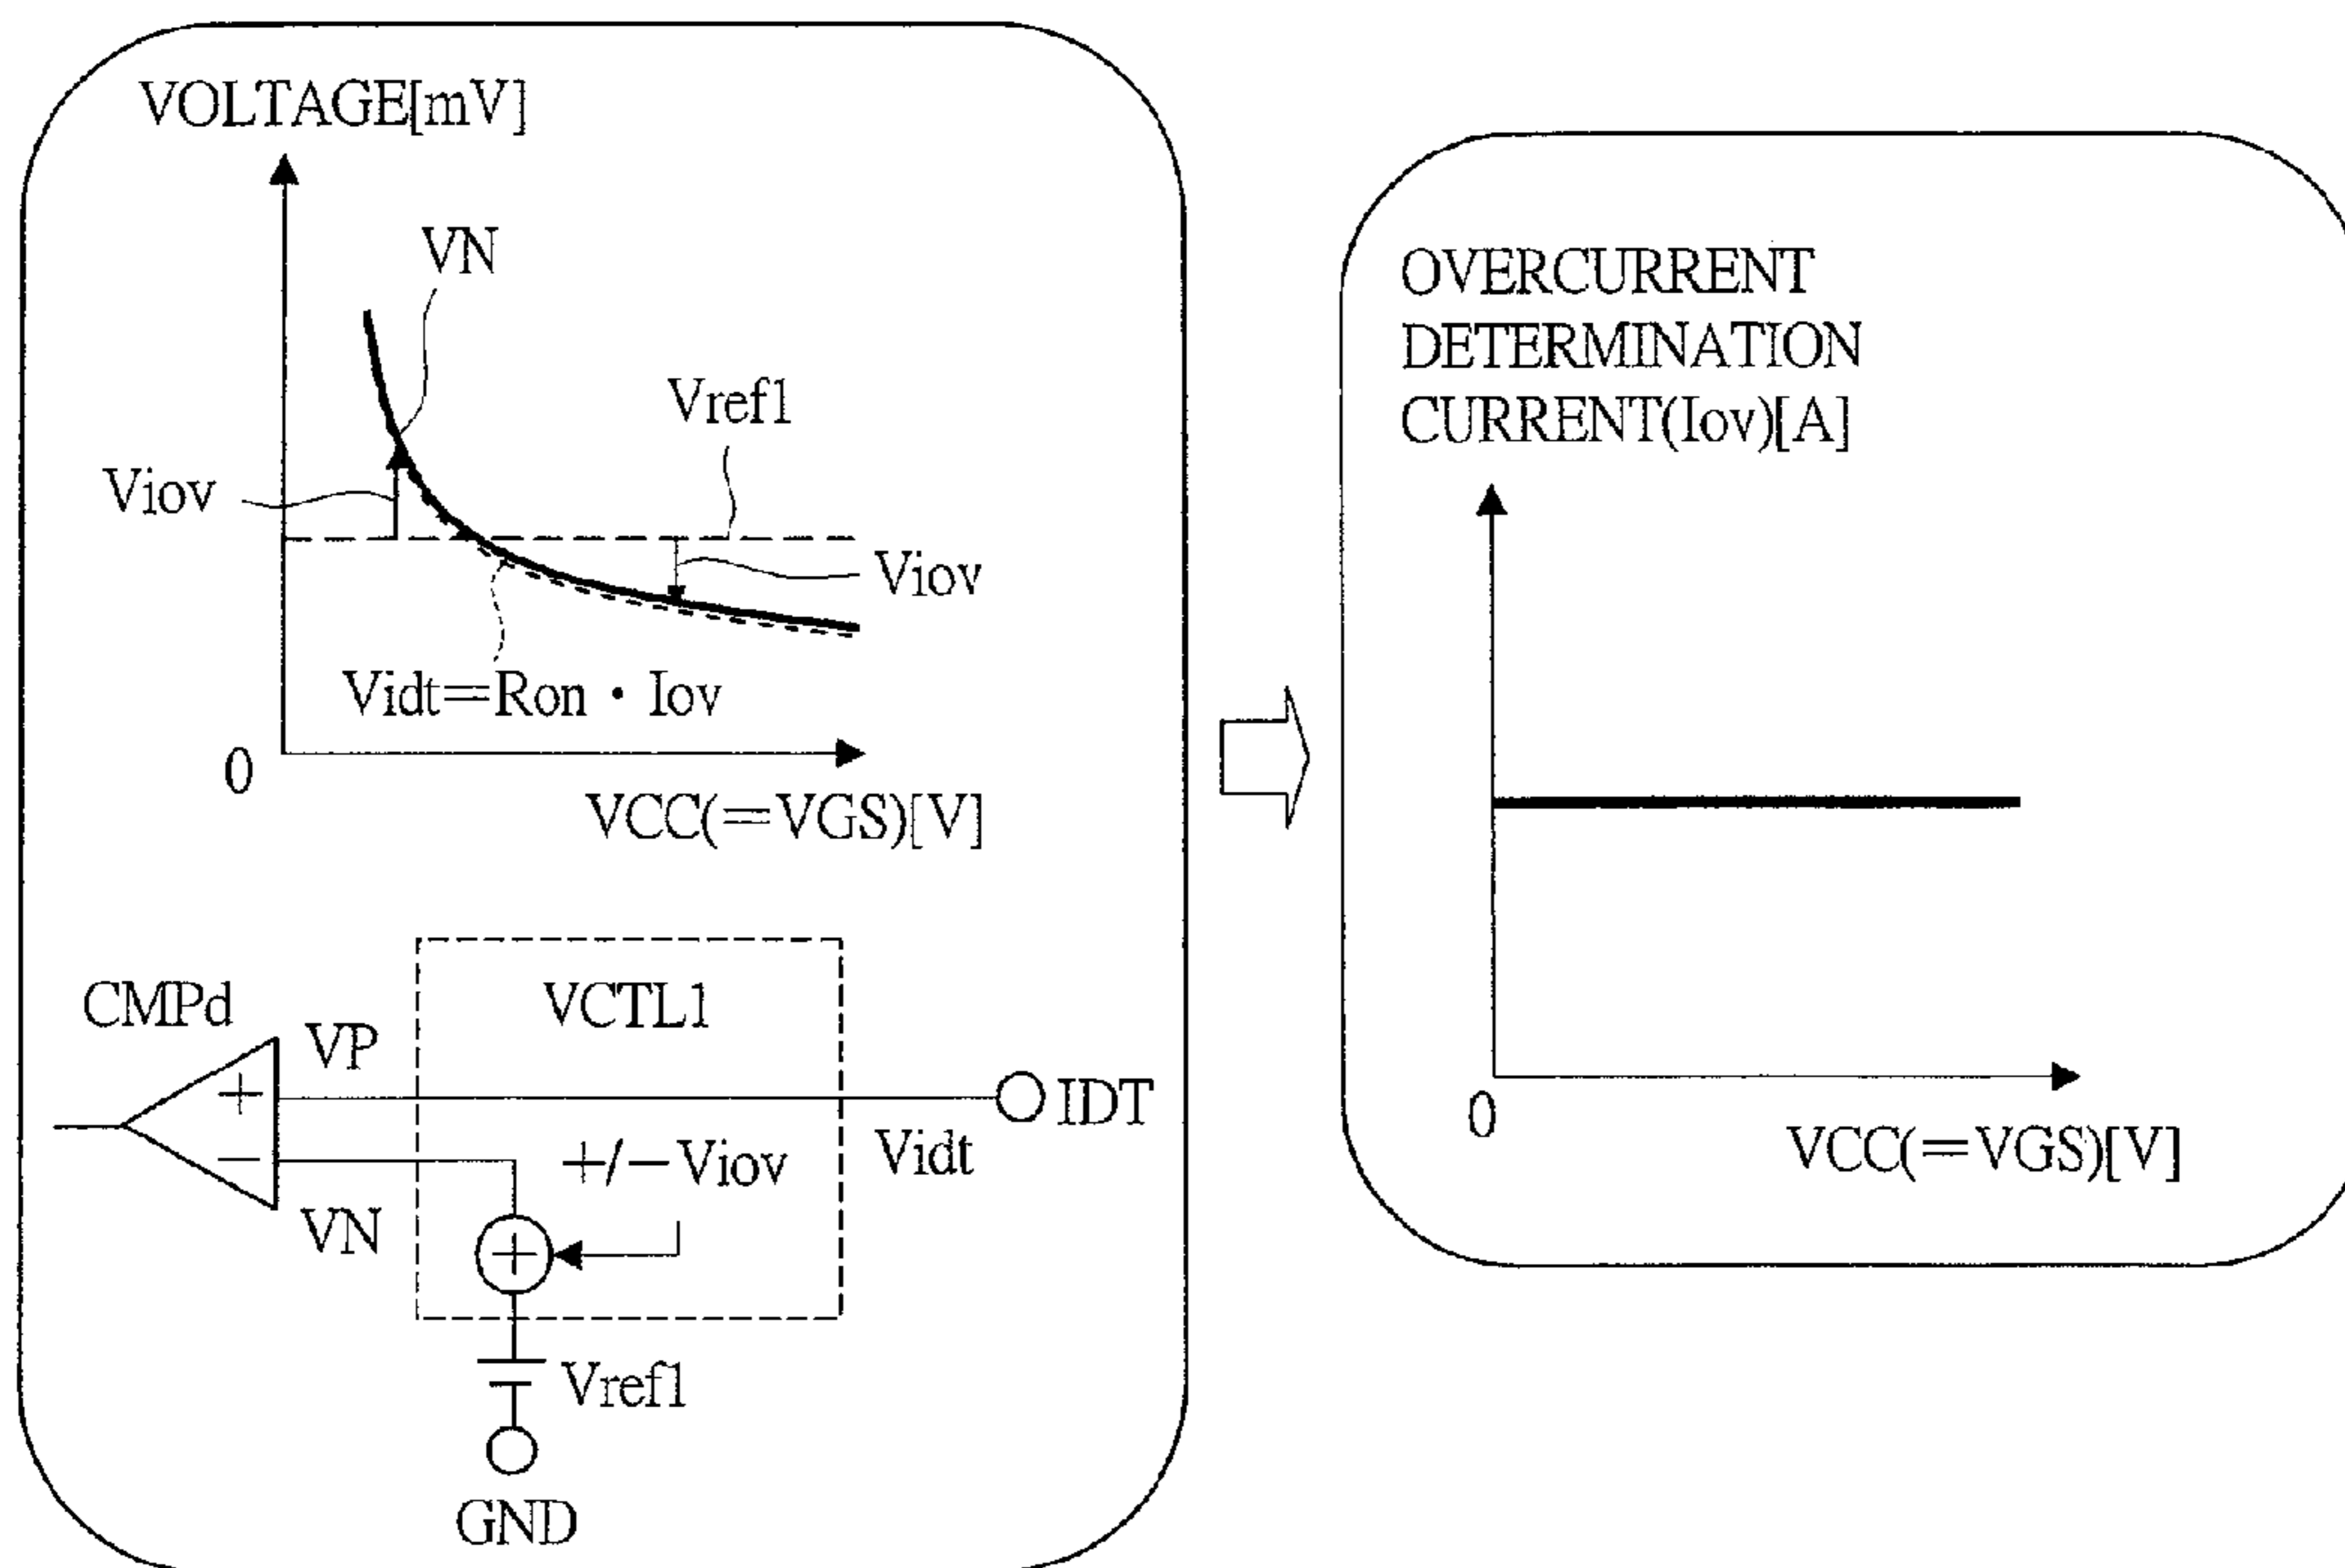 VOLTAGE[mV]
VN
Vref1
Viov
Viov
Vidt=Ron・Iov
0
VCC(=VGS)[V]
CMPd
VCTL1
VP
+
IDT
−
+/−Viov
Vidt
VN
+
Vref1
GND
OVERCURRENT
DETERMINATION
CURRENT(Iov)[A]
0
VCC(=VGS)[V]